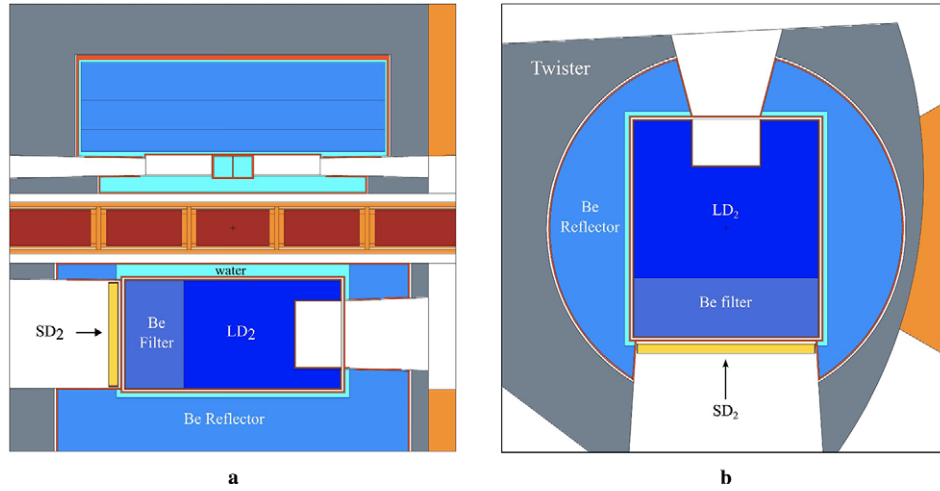 water
SD₂
Be
Filter
LD₂
Be Reflector
a
Twister
Be
Reflector
LD₂
Be filter
SD₂
b